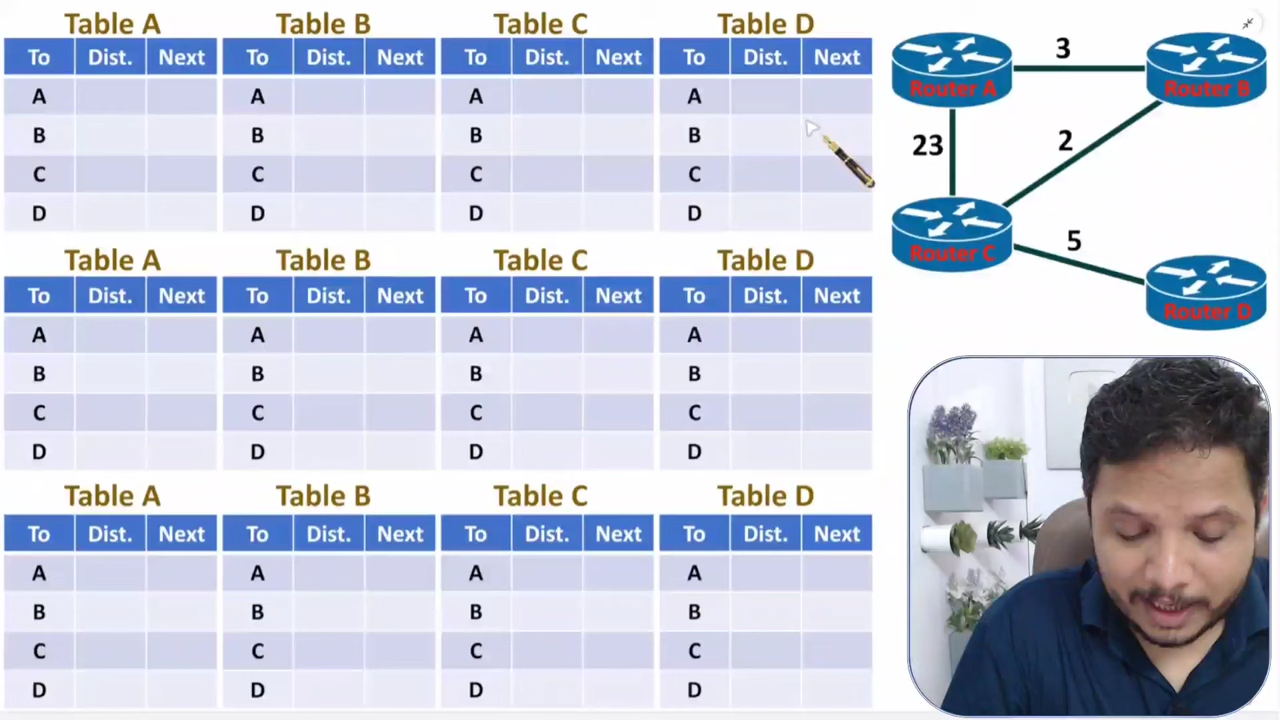 Table A Table B Table C Table D
To Dist. Next To Dist. Next To Dist. Next To Dist. Next
A A A A
B B B B
C C C C
D D D D
Table A Table B Table C Table D
To Dist. Next To Dist. Next To Dist. Next To Dist. Next
A A A A
B B B B
C C C C
D D D D
Table A Table B Table C Table D
To Dist. Next To Dist. Next To Dist. Next To Dist. Next
A A A A
B B B B
C C C C
D D D D
3
Router A Router B
23 2
Router C 5
Router D